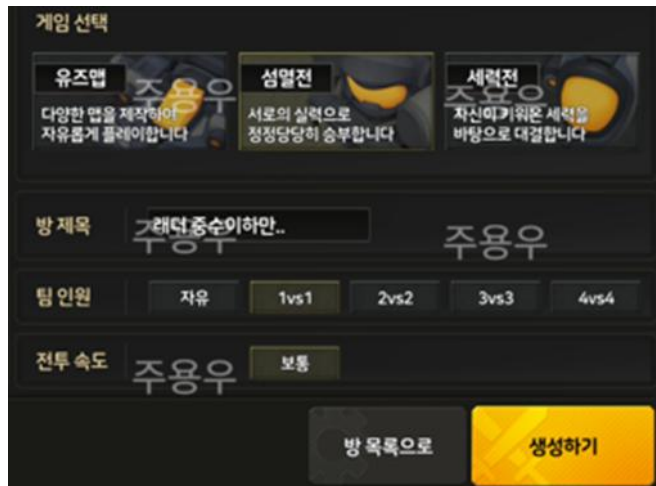 게임 선택
유즈맵
다양한 맵을 제작하여
자유롭게 플레이합니다
섬멸전
서로의 실력으로
정정당당히 승부합니다
세력전
자신이 키워온 세력을
바탕으로 대결합니다
주용우
주용우
방 제목
래더 중수이하만..
주용우
주용우
팀 인원
자유
1vs1
2vs2
3vs3
4vs4
전투 속도
보통
주용우
방 목록으로
생성하기